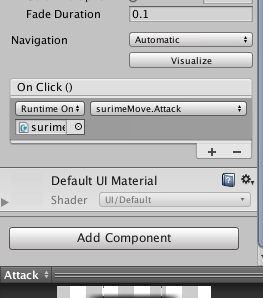 Fade Duration 0.1
Navigation Automatic
Visualize
On Click ()
Runtime On surimeMove.Attack
surime
Default UI Material
Shader UI/Default
Add Component
Attack